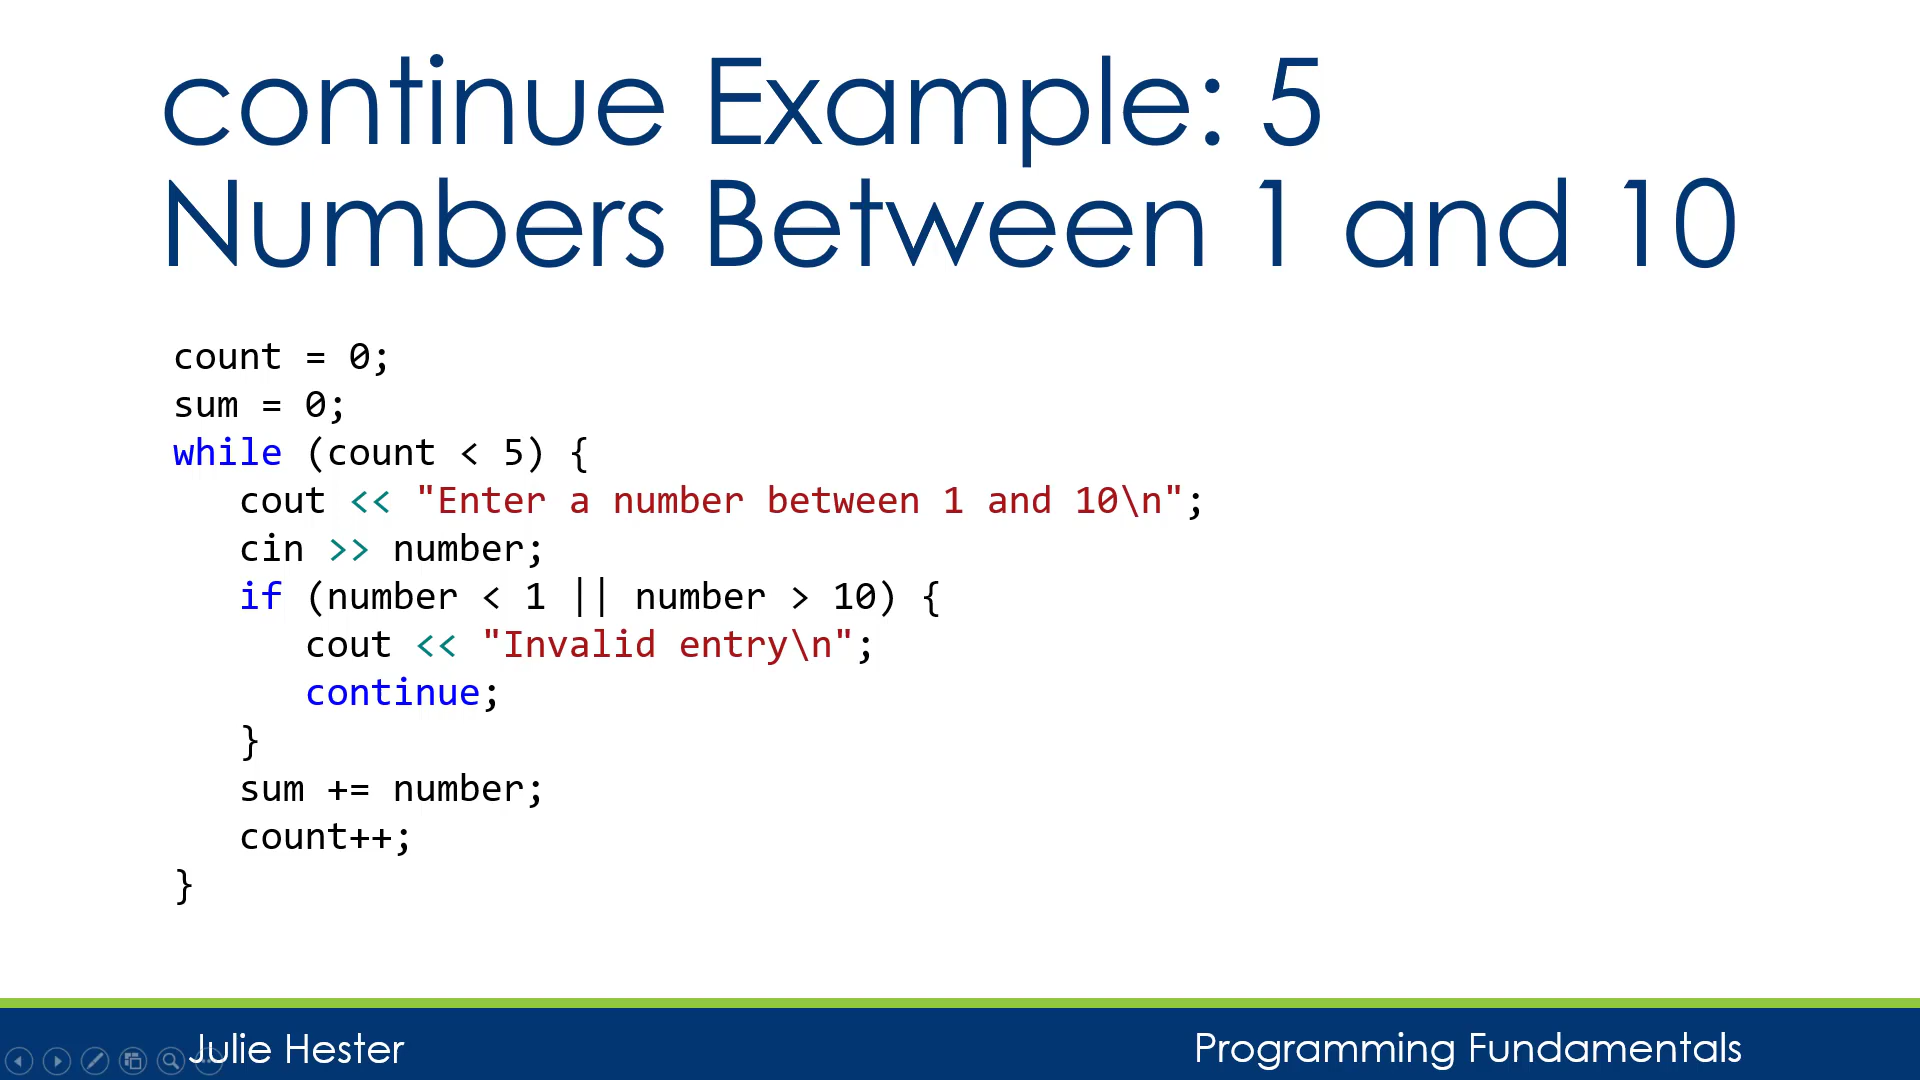 continue Example: 5
Numbers Between 1 and 10
count = 0;
sum = 0;
while (count < 5) {
   cout << "Enter a number between 1 and 10\n";
   cin >> number;
   if (number < 1 || number > 10) {
      cout << "Invalid entry\n";
      continue;
   }
   sum += number;
   count++;
}
Julie Hester
Programming Fundamentals